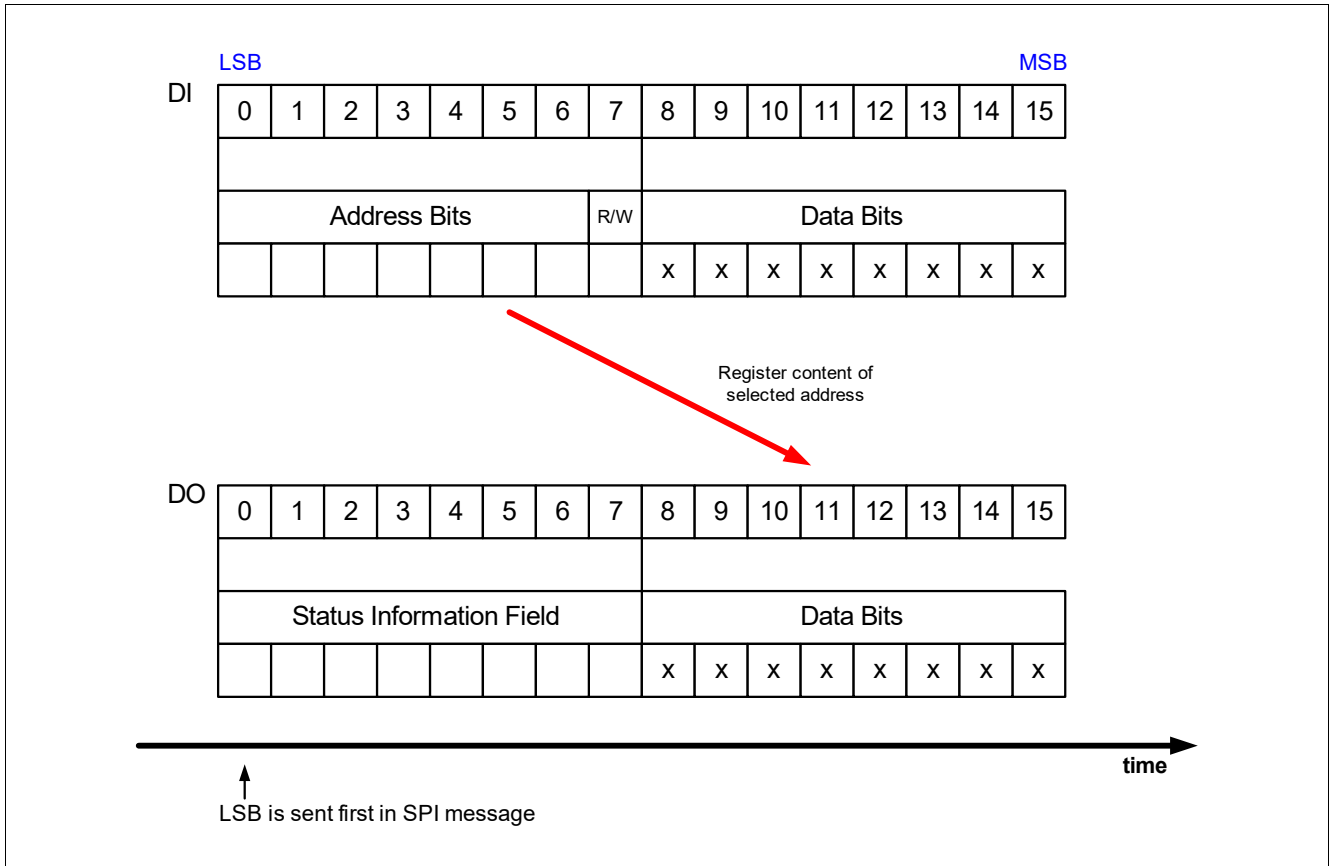 LSB MSB
DI
0 1 2 3 4 5 6 7 8 9 10 11 12 13 14 15
Address Bits R/W Data Bits
x x x x x x x x
Register content of
selected address
DO
0 1 2 3 4 5 6 7 8 9 10 11 12 13 14 15
Status Information Field Data Bits
x x x x x x x x
time
LSB is sent first in SPI message